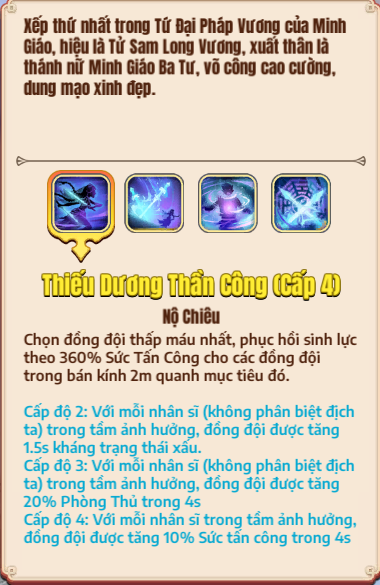 Xếp thứ nhất trong Tứ Đại Pháp Vương của Minh
Giáo, hiệu là Tử Sam Long Vương, xuất thân là
thánh nữ Minh Giáo Ba Tư, võ công cao cường,
dung mạo xinh đẹp.
Thiếu Dương Thần Công (Cấp 4)
Nộ Chiêu
Chọn đồng đội thấp máu nhất, phục hồi sinh lực
theo 360% Sức Tấn Công cho các đồng đội
trong bán kính 2m quanh mục tiêu đó.
Cấp độ 2: Với mỗi nhân sĩ (không phân biệt địch
ta) trong tầm ảnh hưởng, đồng đội được tăng
1.5s kháng trạng thái xấu.
Cấp độ 3: Với mỗi nhân sĩ (không phân biệt địch
ta) trong tầm ảnh hưởng, đồng đội được tăng
20% Phòng Thủ trong 4s
Cấp độ 4: Với mỗi nhân sĩ trong tầm ảnh hưởng,
đồng đội được tăng 10% Sức tấn công trong 4s